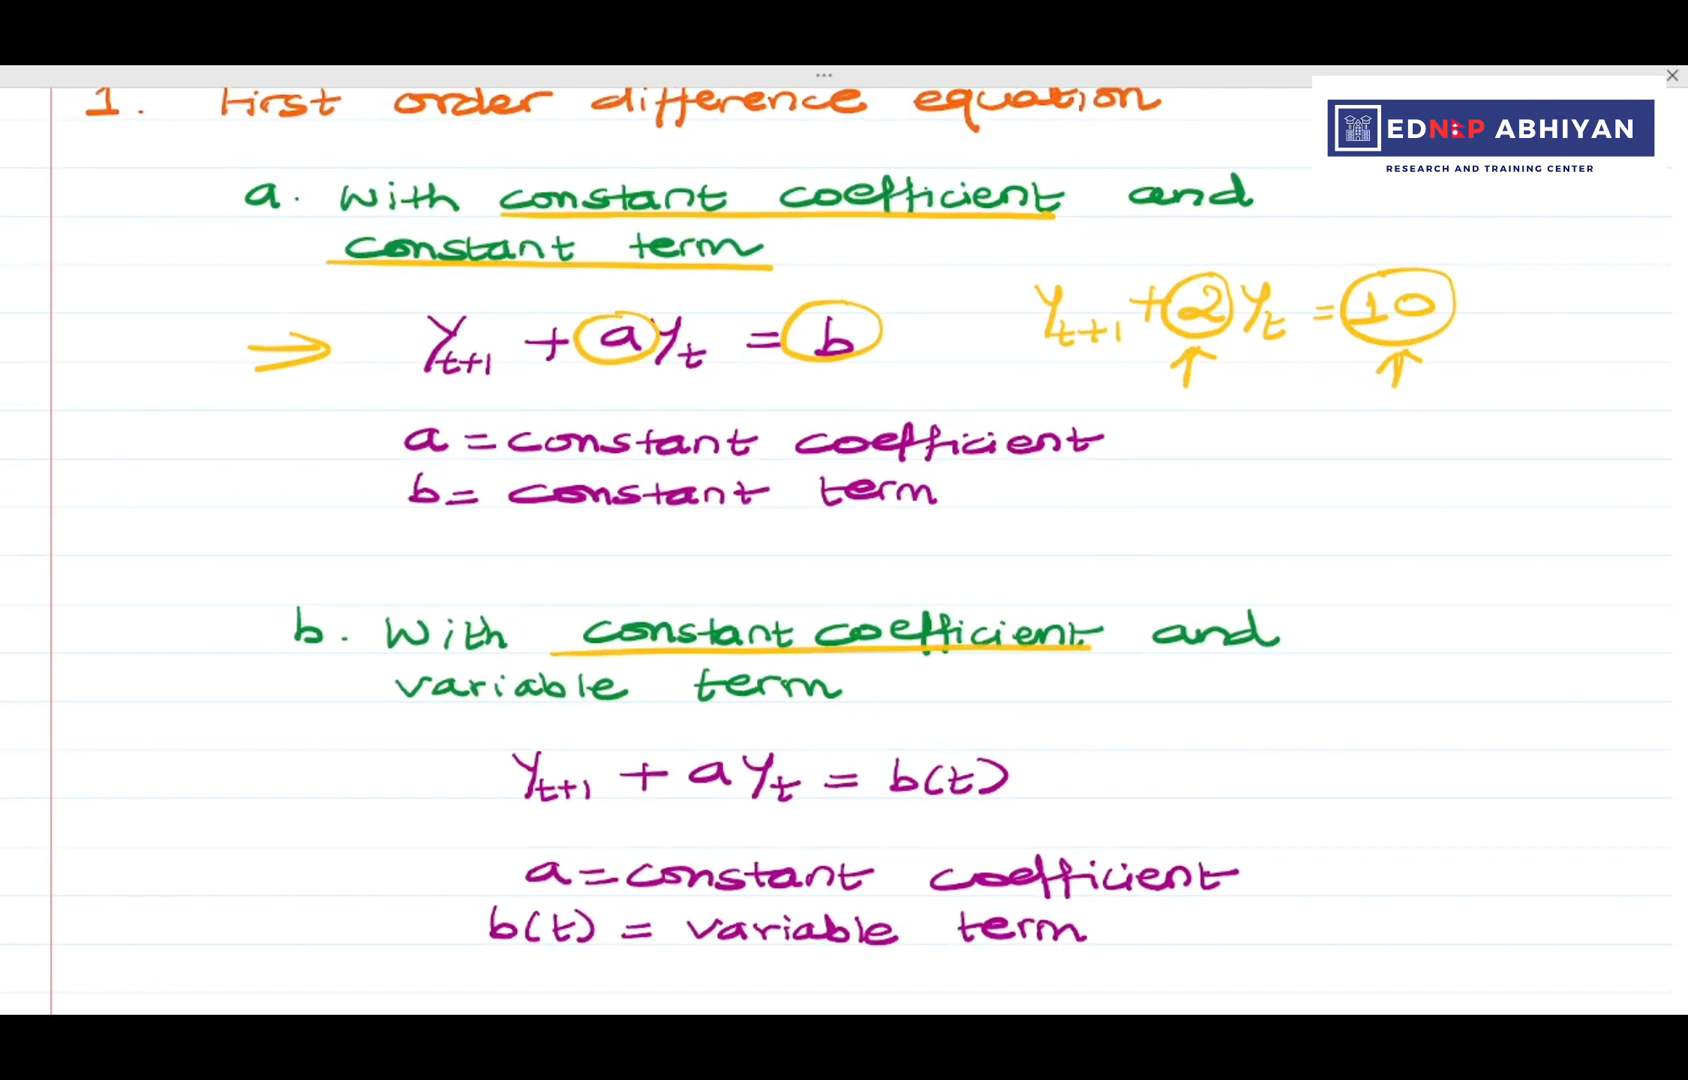 1. First order difference equation
EDNEP ABHIYAN
RESEARCH AND TRAINING CENTER
a. with constant coefficient and
constant term
⇒ Yt+1 + aYt = b
Yt+1 + 2Yt = 10
a = constant coefficient
b = constant term
b. With constant coefficient and
variable term
Yt+1 + aYt = b(t)
a = constant coefficient
b(t) = variable term